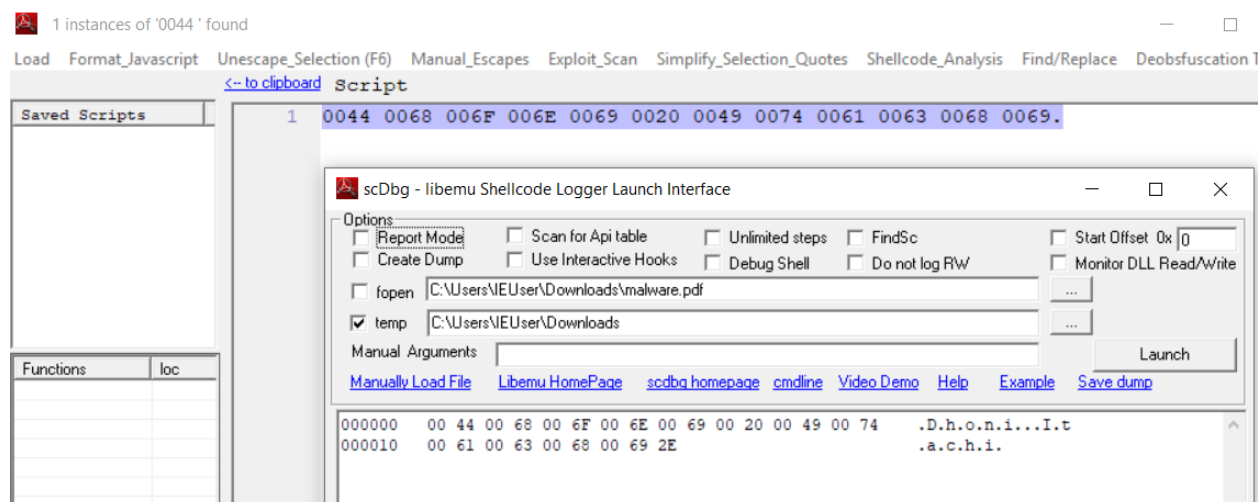 1 instances of '0044 ' found
Load Format_Javascript Unescape_Selection (F6) Manual_Escapes Exploit_Scan Simplify_Selection_Quotes Shellcode_Analysis Find/Replace Deobsfuscation T
<-- to clipboard Script
Saved Scripts
1 0044 0068 006F 006E 0069 0020 0049 0074 0061 0063 0068 0069.
scDbg - libemu Shellcode Logger Launch Interface
Options
Report Mode Scan for Api table Unlimited steps FindSc Start Offset 0x 0
Create Dump Use Interactive Hooks Debug Shell Do not log RW Monitor DLL Read/Write
fopen C:\Users\IEUser\Downloads\malware.pdf ...
temp C:\Users\IEUser\Downloads ...
Manual Arguments Launch
Functions loc
Manually Load File Libemu HomePage scdbg homepage cmdline Video Demo Help Example Save dump
000000 00 44 00 68 00 6F 00 6E 00 69 00 20 00 49 00 74 .D.h.o.n.i...I.t
000010 00 61 00 63 00 68 00 69 2E .a.c.h.i.